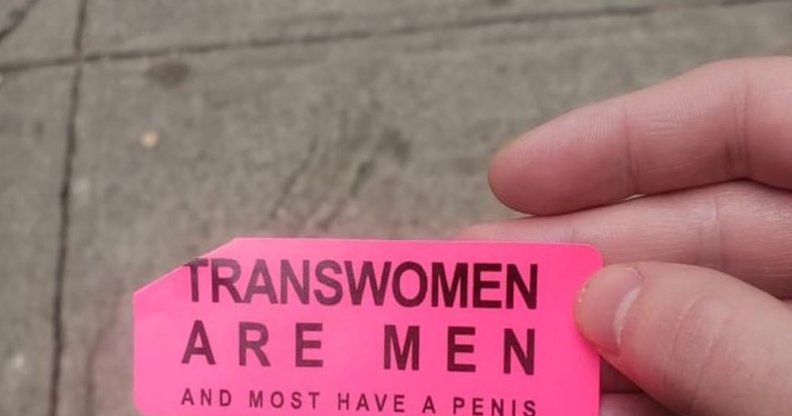 TRANSWOMEN
ARE MEN
AND MOST HAVE A PENIS